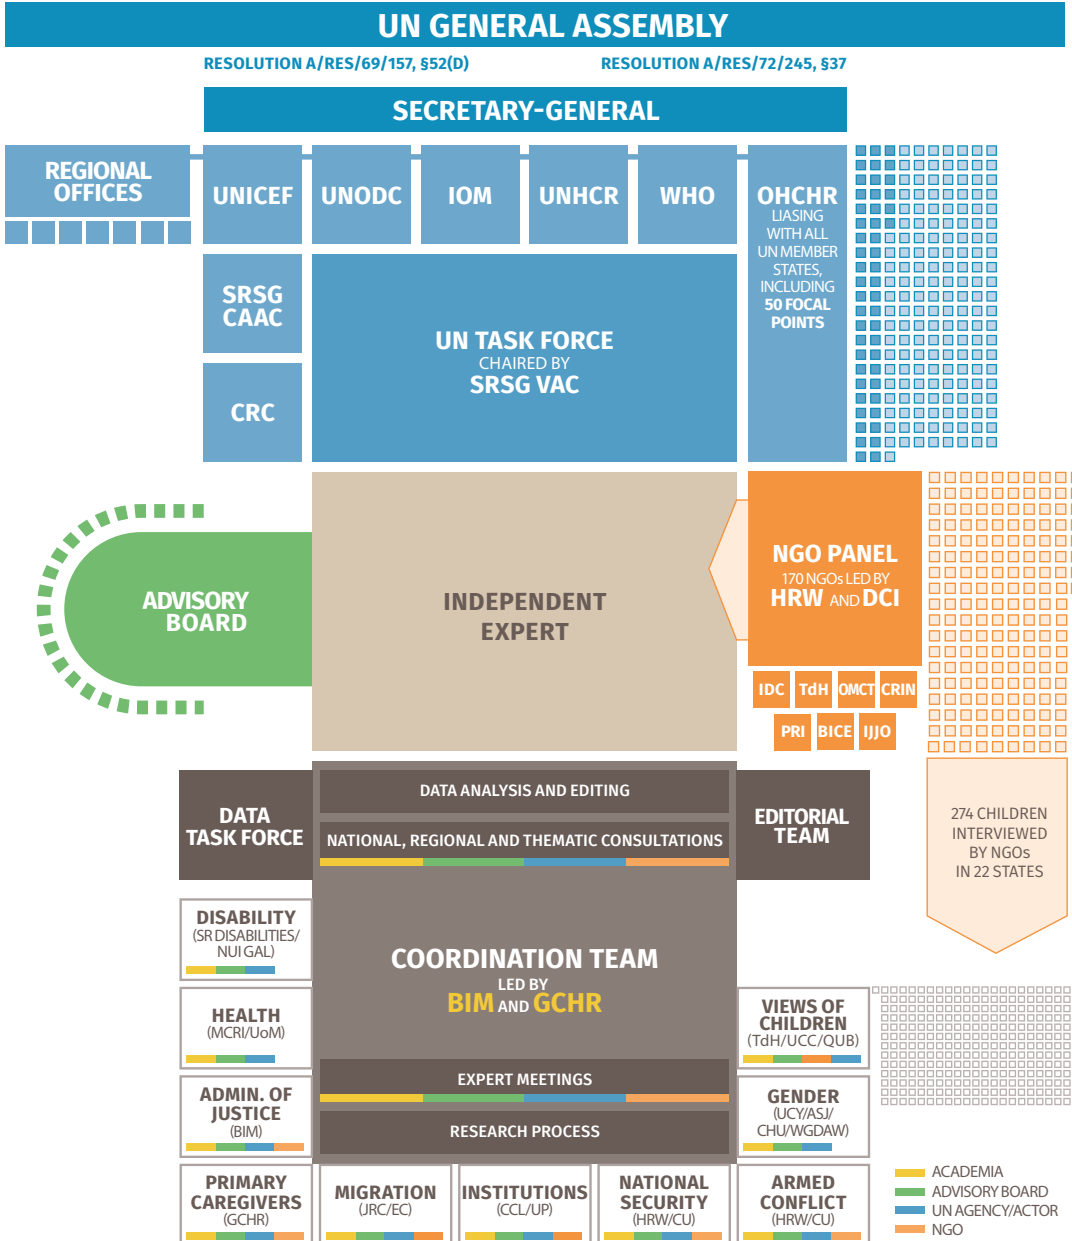 UN GENERAL ASSEMBLY
RESOLUTION A/RES/69/157, §52(D)
RESOLUTION A/RES/72/245, §37
SECRETARY-GENERAL
REGIONAL
OFFICES
UNICEF
UNODC
IOM
UNHCR
WHO
OHCHR
LIASING
WITH ALL
UN MEMBER
STATES,
INCLUDING
50 FOCAL
POINTS
SRSG
CAAC
CRC
UN TASK FORCE
CHAIRED BY
SRSG VAC
ADVISORY
BOARD
INDEPENDENT
EXPERT
NGO PANEL
170 NGOs LED BY
HRW AND DCI
IDC
TdH
OMCT
CRIN
PRI
BICE
IJJO
274 CHILDREN
INTERVIEWED
BY NGOs
IN 22 STATES
DATA
TASK FORCE
DATA ANALYSIS AND EDITING
NATIONAL, REGIONAL AND THEMATIC CONSULTATIONS
EDITORIAL
TEAM
COORDINATION TEAM
LED BY
BIM AND GCHR
EXPERT MEETINGS
RESEARCH PROCESS
DISABILITY
(SR DISABILITIES/
NUI GAL)
HEALTH
(MCRI/UoM)
ADMIN. OF
JUSTICE
(BIM)
VIEWS OF
CHILDREN
(TdH/UCC/QUB)
GENDER
(UCY/ASJ/
CHU/WGDAW)
PRIMARY
CAREGIVERS
(GCHR)
MIGRATION
(JRC/EC)
INSTITUTIONS
(CCL/UP)
NATIONAL
SECURITY
(HRW/CU)
ARMED
CONFLICT
(HRW/CU)
ACADEMIA
ADVISORY BOARD
UN AGENCY/ACTOR
NGO